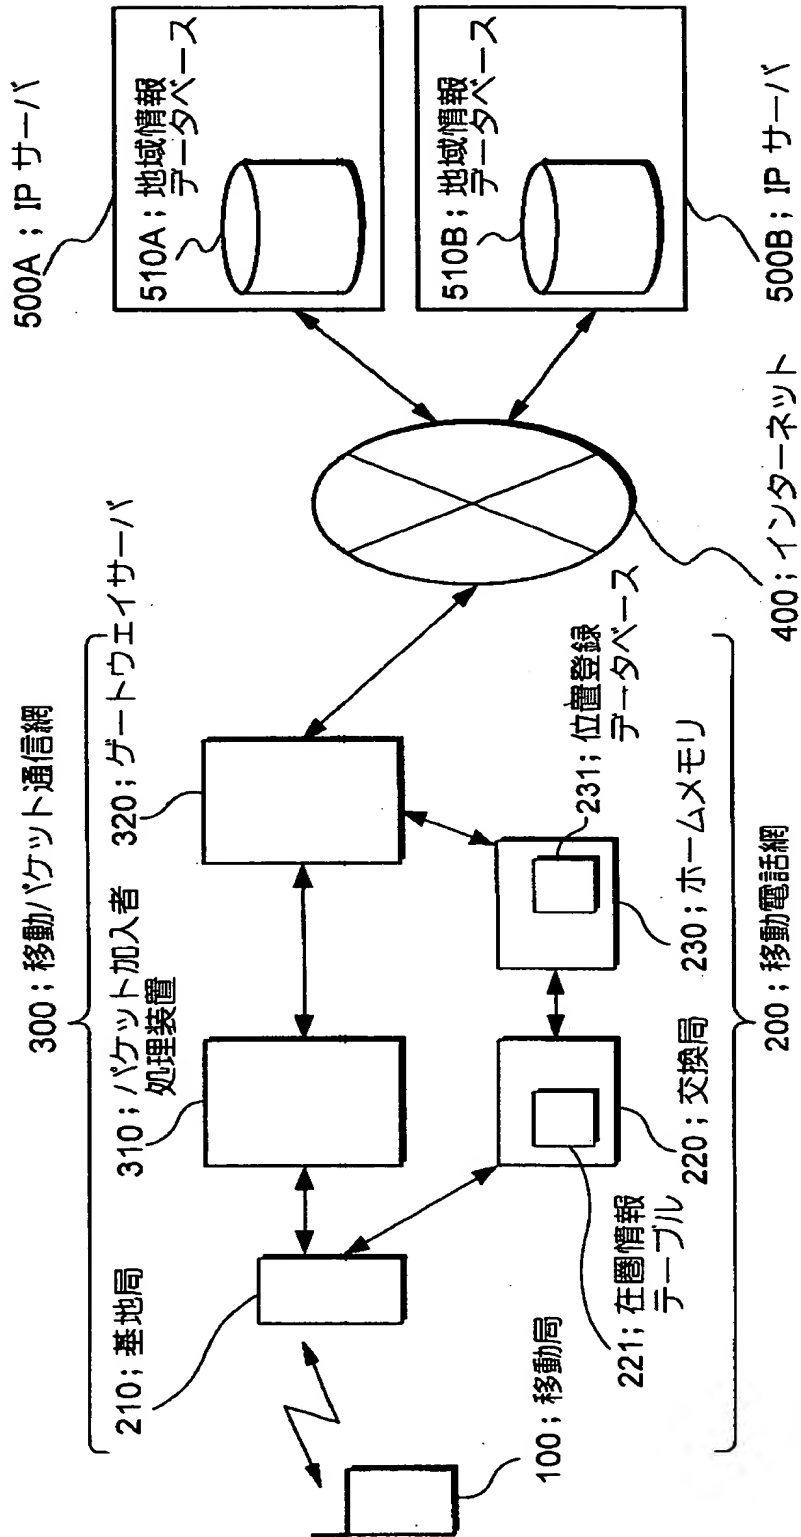 300；移動パケット通信網
210；基地局
310；パケット加入者
処理装置
320；ゲートウェイサーバ
500A；IP サーバ
510A；地域情報
データベース
510B；地域情報
データベース
500B；IP サーバ
400；インターネット
231；位置登録
データベース
100；移動局
221；在圏情報
テーブル
220；交換局
230；ホームメモリ
200；移動電話網